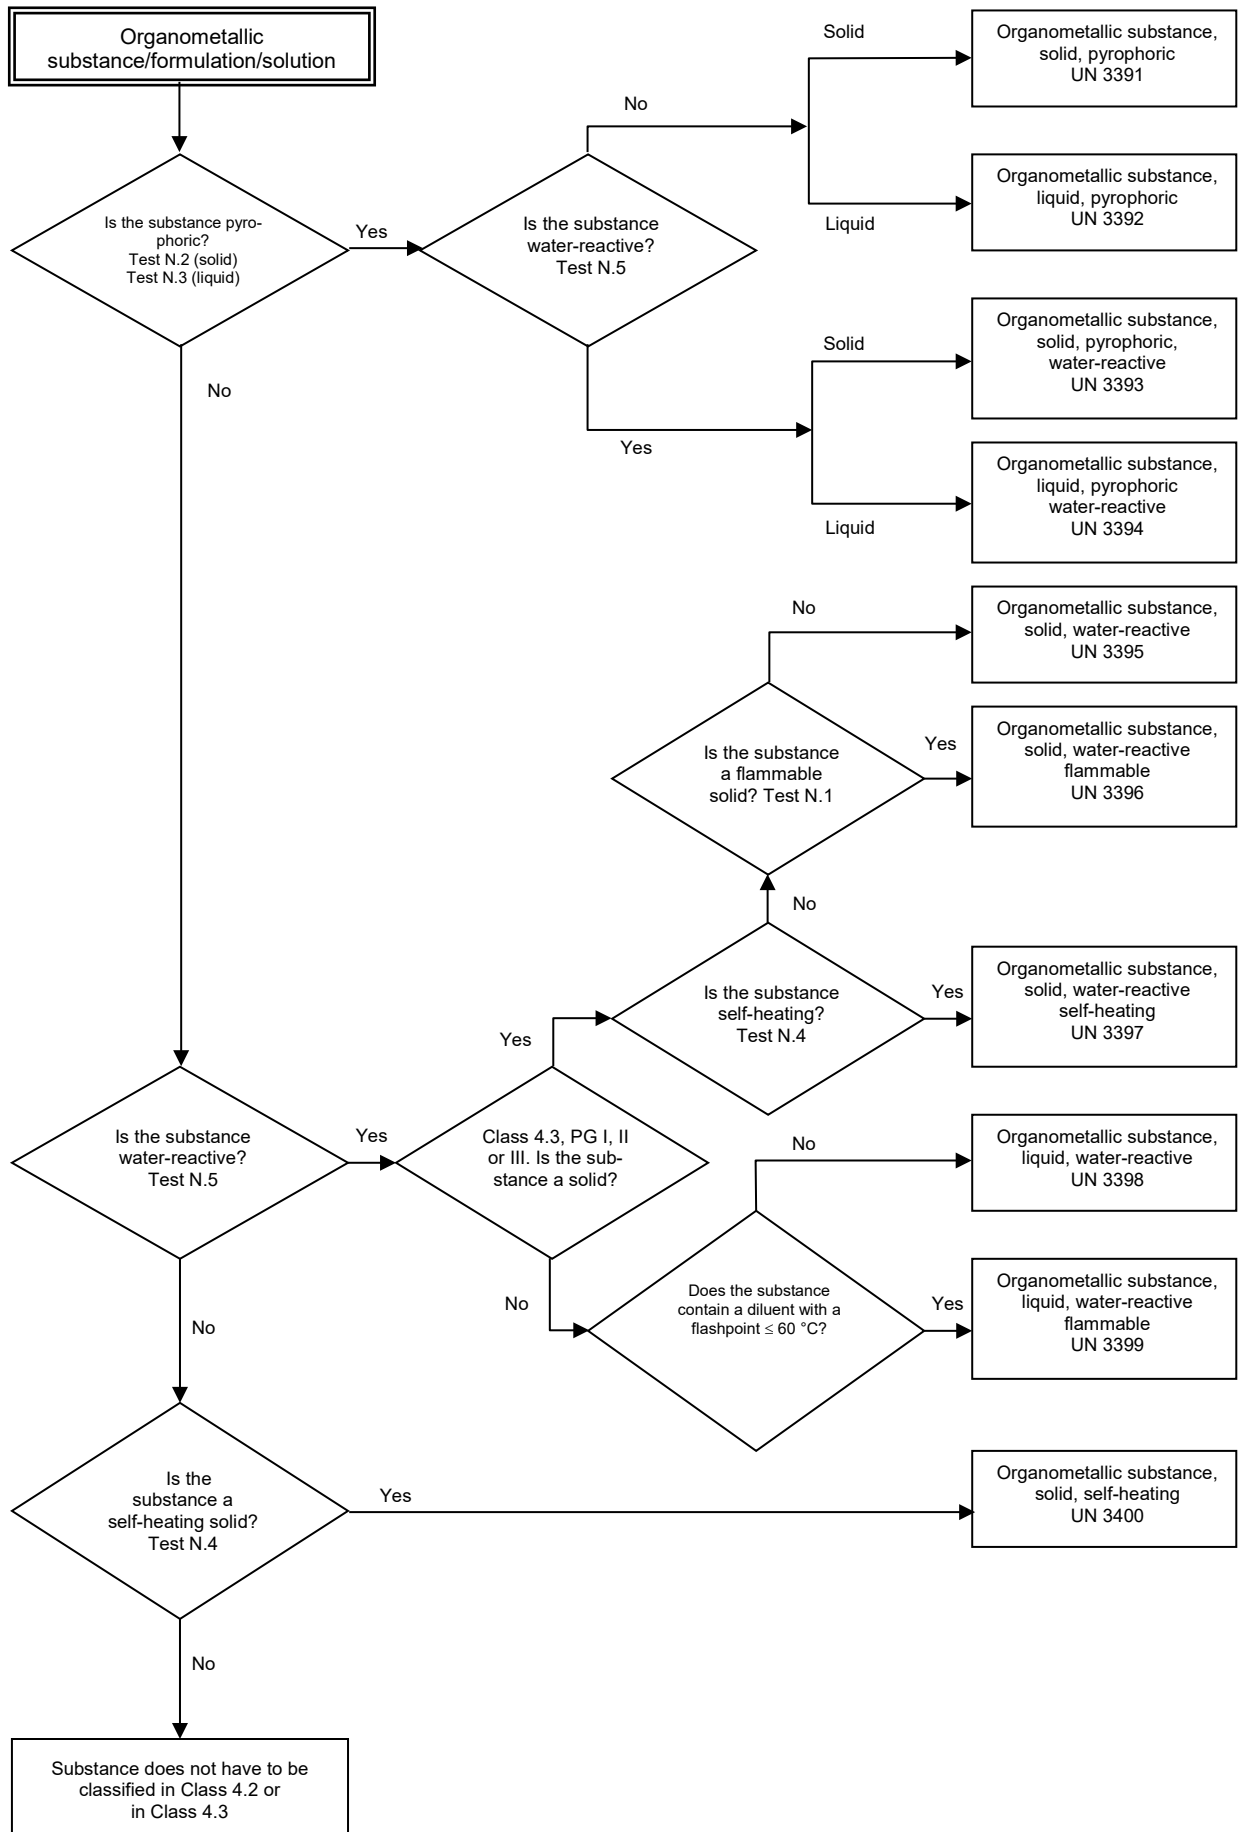 Organometallic
substance/formulation/solution
Is the substance pyro-
phoric?
Test N.2 (solid)
Test N.3 (liquid)
Yes
Is the substance
water-reactive?
Test N.5
No
Solid
Organometallic substance,
solid, pyrophoric
UN 3391
Liquid
Organometallic substance,
liquid, pyrophoric
UN 3392
Yes
Solid
Organometallic substance,
solid, pyrophoric,
water-reactive
UN 3393
Liquid
Organometallic substance,
liquid, pyrophoric
water-reactive
UN 3394
No
No
Organometallic substance,
solid, water-reactive
UN 3395
Is the substance
a flammable
solid? Test N.1
Yes
Organometallic substance,
solid, water-reactive
flammable
UN 3396
No
Is the substance
self-heating?
Test N.4
Yes
Organometallic substance,
solid, water-reactive
self-heating
UN 3397
Yes
Is the substance
water-reactive?
Test N.5
Yes
Class 4.3, PG I, II
or III. Is the sub-
stance a solid?
No
Organometallic substance,
liquid, water-reactive
UN 3398
No
Does the substance
contain a diluent with a
flashpoint ≤ 60 °C?
Yes
Organometallic substance,
liquid, water-reactive
flammable
UN 3399
No
Is the
substance a
self-heating solid?
Test N.4
Yes
Organometallic substance,
solid, self-heating
UN 3400
No
Substance does not have to be
classified in Class 4.2 or
in Class 4.3